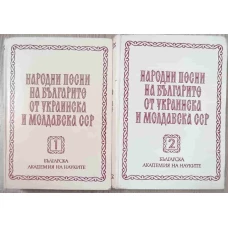 НАРОДНИ ПЕСНИ
НА БЪЛГАРИТЕ
ОТ УКРАИНСКА
И МОЛДАВСКА ССР
1
БЪЛГАРСКА
АКАДЕМИЯ НА НАУКИТЕ
НАРОДНИ ПЕСНИ
НА БЪЛГАРИТЕ
ОТ УКРАИНСКА
И МОЛДАВСКА ССР
2
БЪЛГАРСКА
АКАДЕМИЯ НА НАУКИТЕ